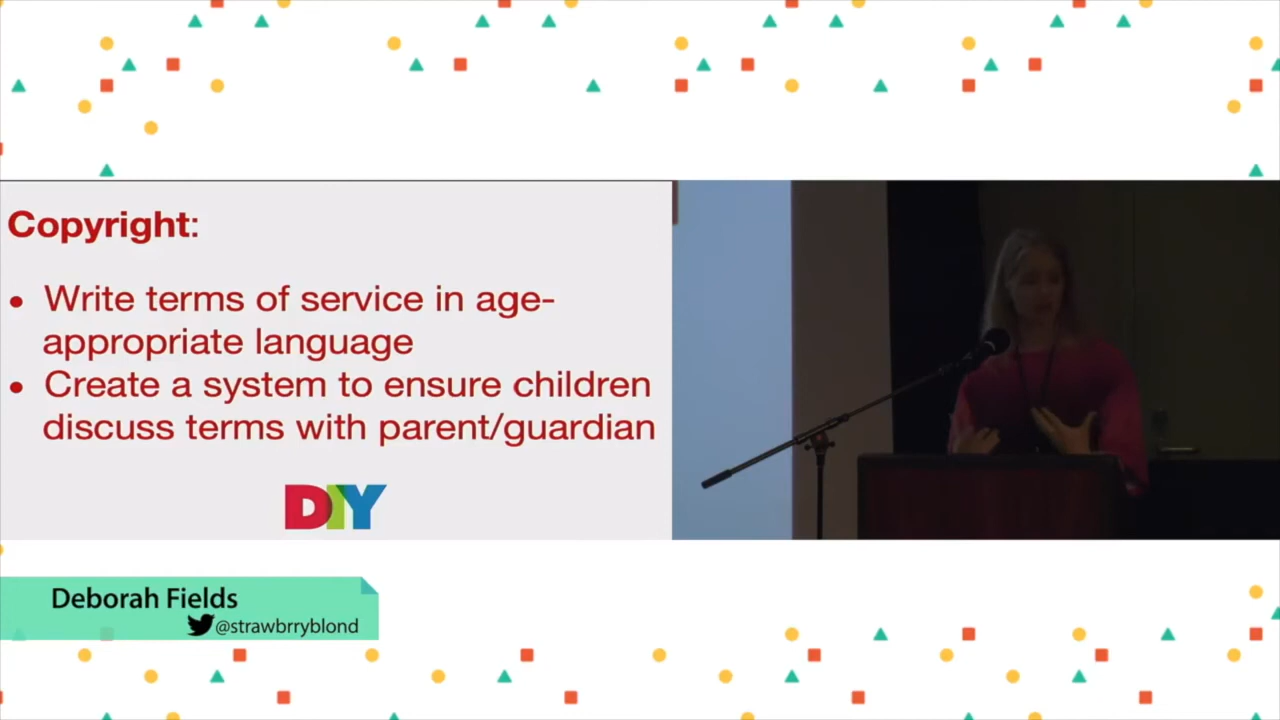 Copyright:
• Write terms of service in age-
appropriate language
• Create a system to ensure children
discuss terms with parent/guardian
DIY
Deborah Fields
@strawbrryblond